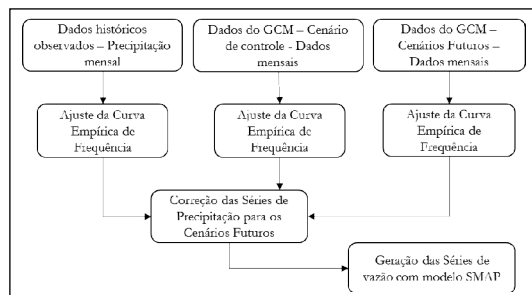 Dados históricos
observados – Precipitação
mensal
Dados do GCM – Cenário
de controle - Dados
mensais
Dados do GCM –
Cenários Futuros –
Dados mensais
Ajuste da Curva
Empírica de
Frequência
Ajuste da Curva
Empírica de
Frequência
Ajuste da Curva
Empírica de
Frequência
Correção das Séries de
Precipitação para os
Cenários Futuros
Geração das Séries de
vazão com modelo SMAP